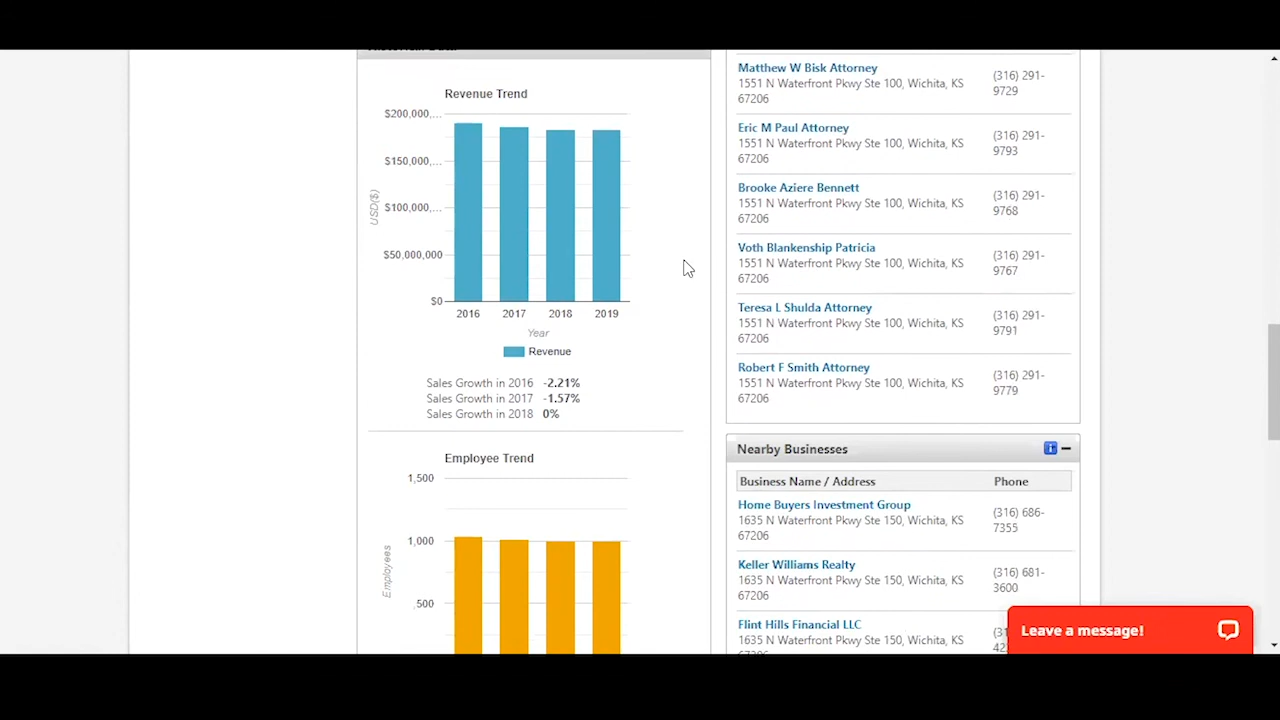 Revenue Trend
$200,000,...
$150,000,...
$100,000,...
$50,000,000
$0
USD($)
2016 2017 2018 2019
Year
Revenue
Sales Growth in 2016 -2.21%
Sales Growth in 2017 -1.57%
Sales Growth in 2018 0%
Employee Trend
1,500
1,000
500
Employees
Matthew W Bisk Attorney
1551 N Waterfront Pkwy Ste 100, Wichita, KS
67206
(316) 291-
9729
Eric M Paul Attorney
1551 N Waterfront Pkwy Ste 100, Wichita, KS
67206
(316) 291-
9793
Brooke Aziere Bennett
1551 N Waterfront Pkwy Ste 100, Wichita, KS
67206
(316) 291-
9768
Voth Blankenship Patricia
1551 N Waterfront Pkwy Ste 100, Wichita, KS
67206
(316) 291-
9767
Teresa L Shulda Attorney
1551 N Waterfront Pkwy Ste 100, Wichita, KS
67206
(316) 291-
9791
Robert F Smith Attorney
1551 N Waterfront Pkwy Ste 100, Wichita, KS
67206
(316) 291-
9779
Nearby Businesses
Business Name / Address Phone
Home Buyers Investment Group
1635 N Waterfront Pkwy Ste 150, Wichita, KS
67206
(316) 686-
7355
Keller Williams Realty
1635 N Waterfront Pkwy Ste 150, Wichita, KS
67206
(316) 681-
3600
Flint Hills Financial LLC
1635 N Waterfront Pkwy Ste 150, Wichita, KS
Leave a message!